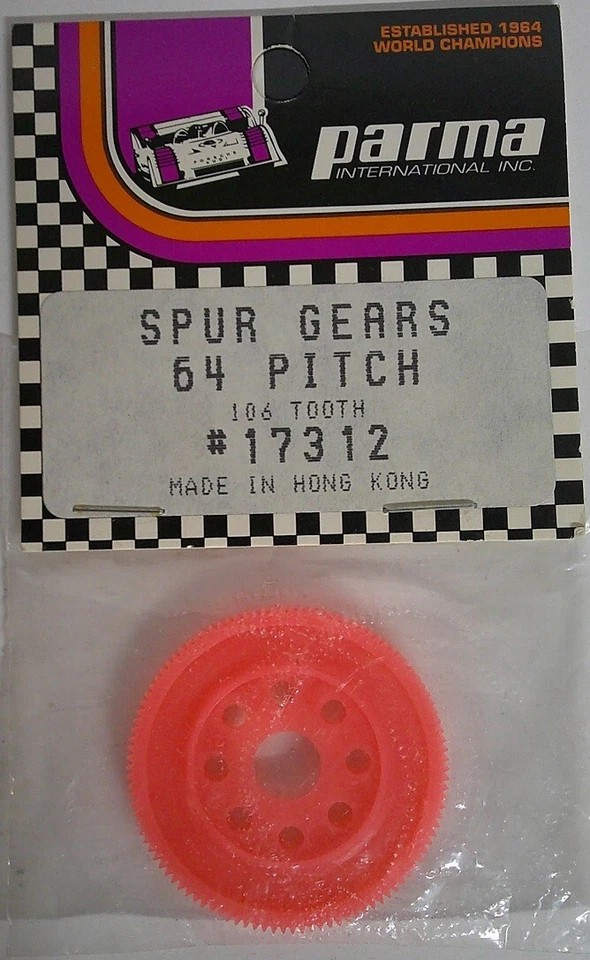 ESTABLISHED 1964
WORLD CHAMPIONS
parma
INTERNATIONAL INC.
SPUR GEARS
64 PITCH
106 TOOTH
#17312
MADE IN HONG KONG